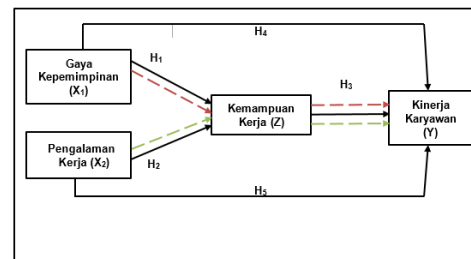 H4
Gaya
Kepemimpinan
(X1)
H1
Kemampuan
Kerja (Z)
H3
Kinerja
Karyawan
(Y)
Pengalaman
Kerja (X2)
H2
H5